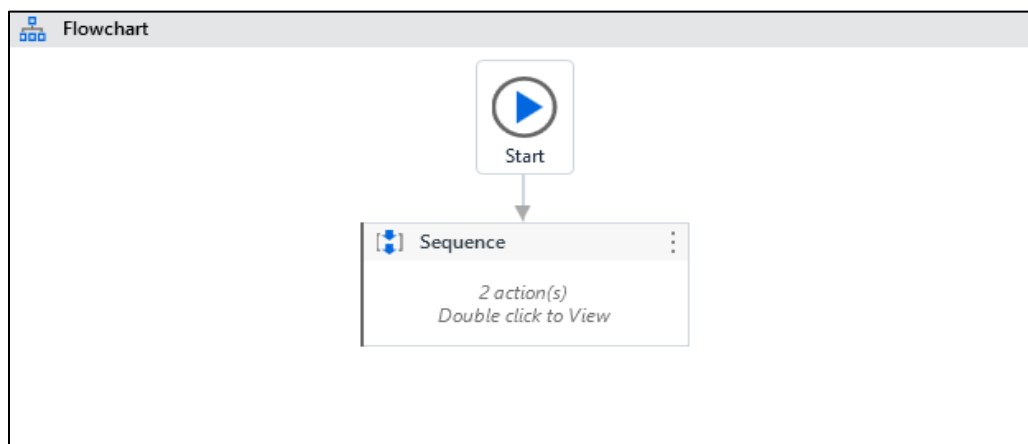 Flowchart
Start
Sequence
2 action(s)
Double click to View